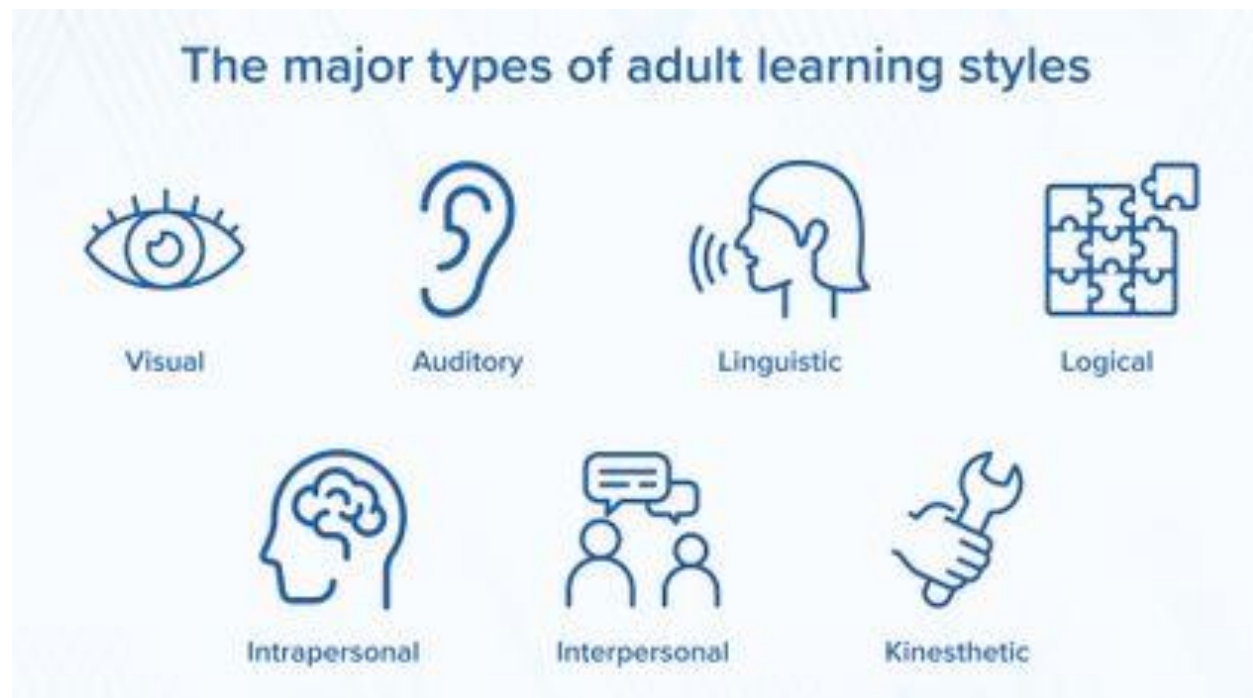 The major types of adult learning styles
Visual
Auditory
Linguistic
Logical
Intrapersonal
Interpersonal
Kinesthetic